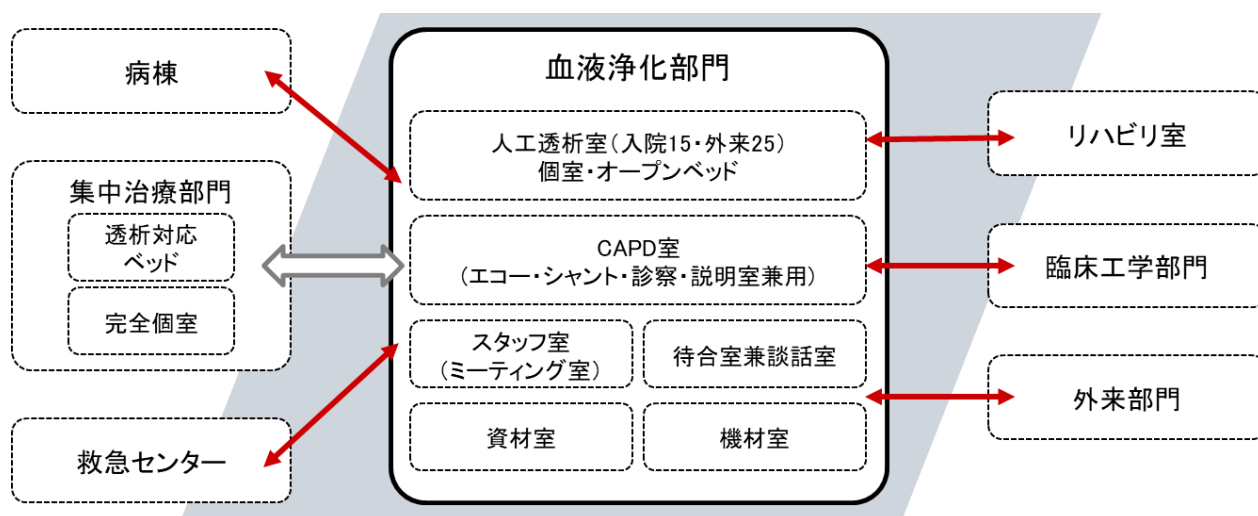 病棟
集中治療部門
透析対応
ベッド
完全個室
救急センター
血液浄化部門
人工透析室（入院15・外来25）
個室・オープンベッド
CAPD室
（エコー・シャント・診察・説明室兼用）
スタッフ室
（ミーティング室）
待合室兼談話室
資材室
機材室
リハビリ室
臨床工学部門
外来部門